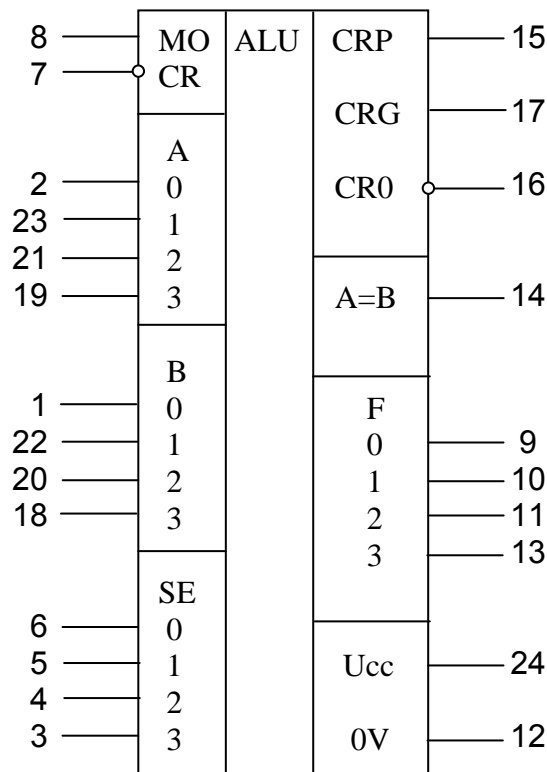 8 MO ALU CRP 15
7 CR
CRG 17
A
2 0 CR0 16
23 1
21 2
19 3 A=B 14
B
1 0 F
22 1 0 9
20 2 1 10
18 3 2 11
3 13
SE
6 0
5 1 Ucc 24
4 2
3 3 0V 12